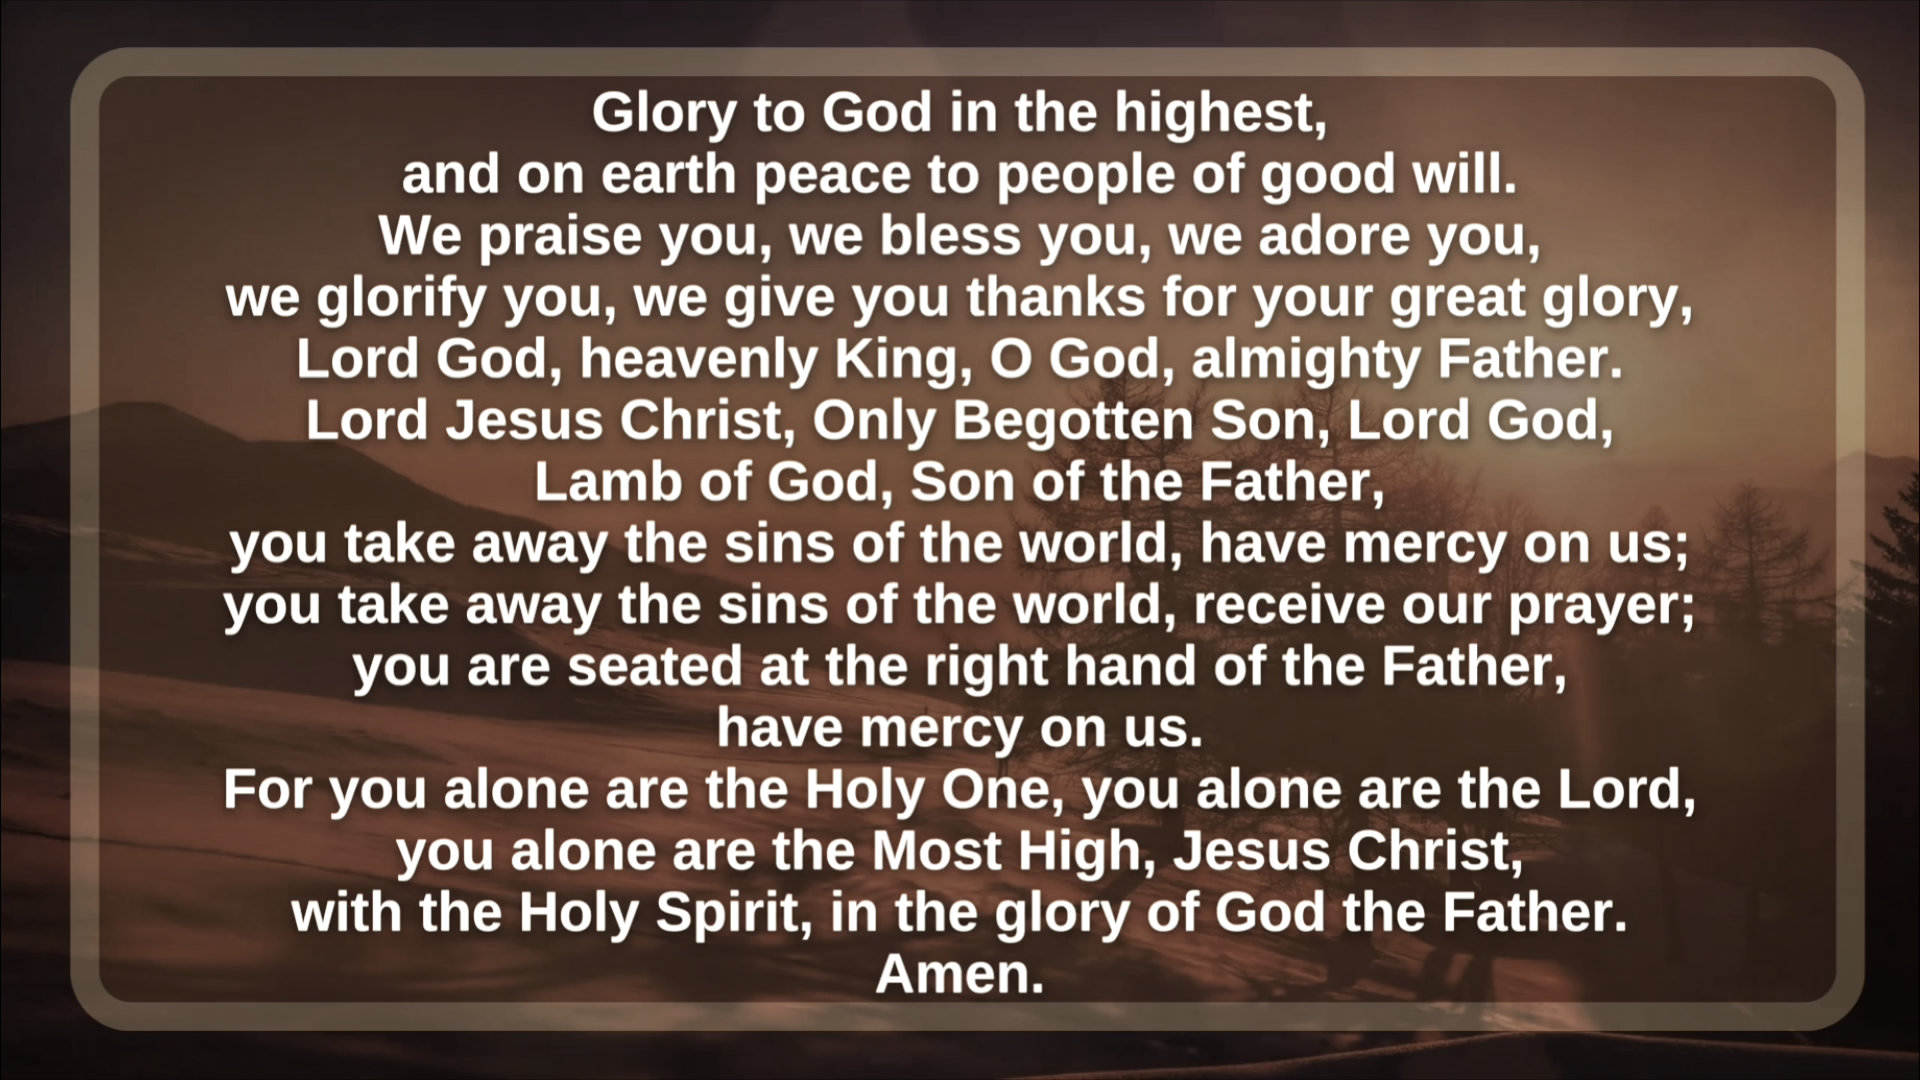 Glory to God in the highest,
and on earth peace to people of good will.
We praise you, we bless you, we adore you,
we glorify you, we give you thanks for your great glory,
Lord God, heavenly King, O God, almighty Father.
Lord Jesus Christ, Only Begotten Son, Lord God,
Lamb of God, Son of the Father,
you take away the sins of the world, have mercy on us;
you take away the sins of the world, receive our prayer;
you are seated at the right hand of the Father,
have mercy on us.
For you alone are the Holy One, you alone are the Lord,
you alone are the Most High, Jesus Christ,
with the Holy Spirit, in the glory of God the Father.
Amen.